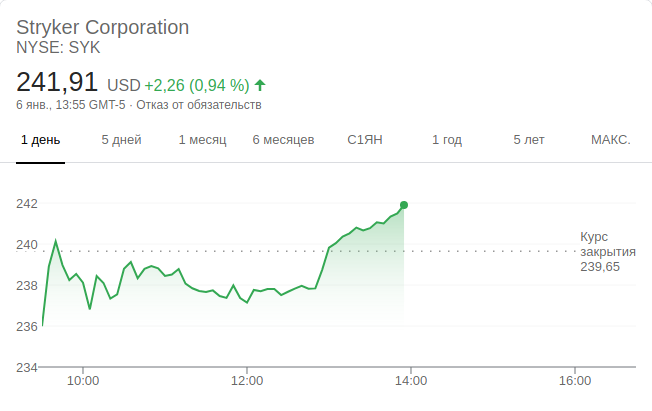 Stryker Corporation
NYSE: SYK
241,91 USD +2,26 (0,94 %)
6 янв., 13:55 GMT-5 · Отказ от обязательств
1 день 5 дней 1 месяц 6 месяцев С1ЯН 1 год 5 лет МАКС.
242
240
238
236
234
Курс
закрытия
239,65
10:00 12:00 14:00 16:00